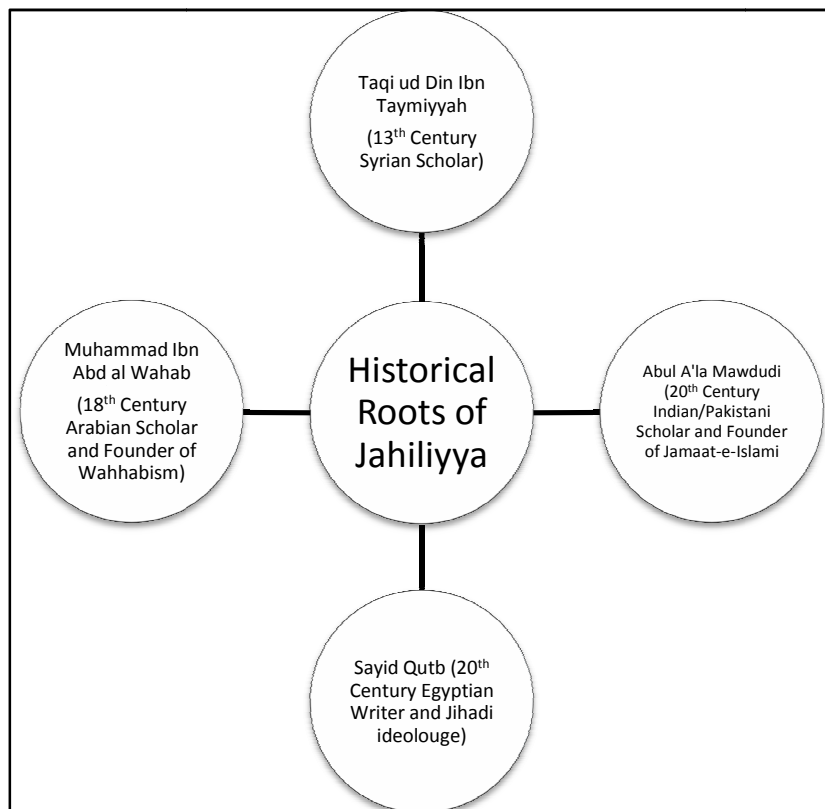 Taqi ud Din Ibn
Taymiyyah
(13th Century
Syrian Scholar)
Muhammad Ibn
Abd al Wahab
(18th Century
Arabian Scholar
and Founder of
Wahhabism)
Historical
Roots of
Jahiliyya
Abul A'la Mawdudi
(20th Century
Indian/Pakistani
Scholar and Founder
of Jamaat-e-Islami
Sayid Qutb (20th
Century Egyptian
Writer and Jihadi
ideolouge)